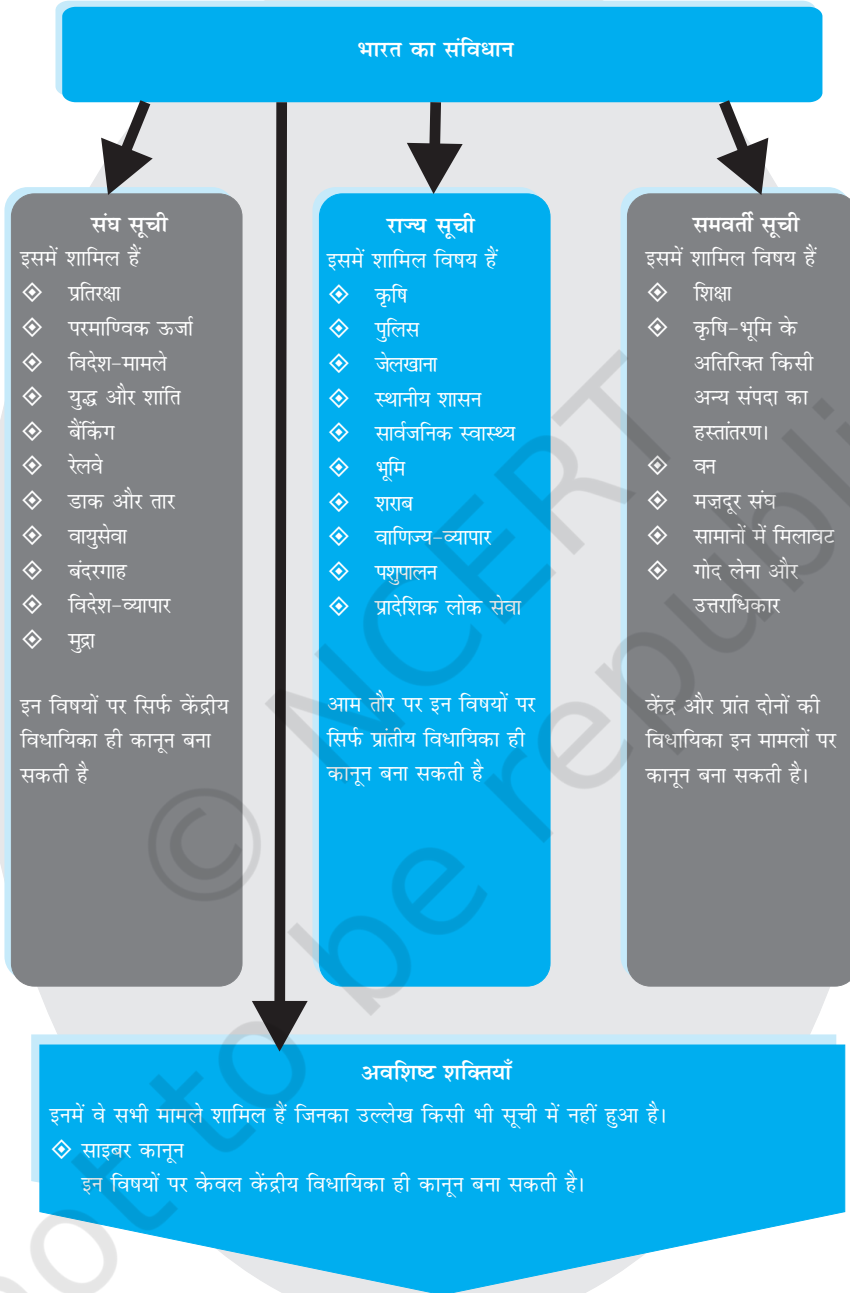 भारत का संविधान
संघ सूची
इसमें शामिल हैं
प्रतिरक्षा
परमाण्विक ऊर्जा
विदेश-मामले
युद्ध और शांति
बैंकिंग
रेलवे
डाक और तार
वायुसेवा
बंदरगाह
विदेश-व्यापार
मुद्रा
इन विषयों पर सिर्फ केंद्रीय
विधायिका ही कानून बना
सकती है
राज्य सूची
इसमें शामिल विषय हैं
कृषि
पुलिस
जेलखाना
स्थानीय शासन
सार्वजनिक स्वास्थ्य
भूमि
शराब
वाणिज्य-व्यापार
पशुपालन
प्रादेशिक लोक सेवा
आम तौर पर इन विषयों पर
सिर्फ प्रांतीय विधायिका ही
कानून बना सकती है
समवर्ती सूची
इसमें शामिल विषय हैं
शिक्षा
कृषि-भूमि के
अतिरिक्त किसी
अन्य संपदा का
हस्तांतरण।
वन
मज़दूर संघ
सामानों में मिलावट
गोद लेना और
उत्तराधिकार
केंद्र और प्रांत दोनों की
विधायिका इन मामलों पर
कानून बना सकती है।
अवशिष्ट शक्तियाँ
इनमें वे सभी मामले शामिल हैं जिनका उल्लेख किसी भी सूची में नहीं हुआ है।
साइबर कानून
इन विषयों पर केवल केंद्रीय विधायिका ही कानून बना सकती है।
© NCERT
not to be republi